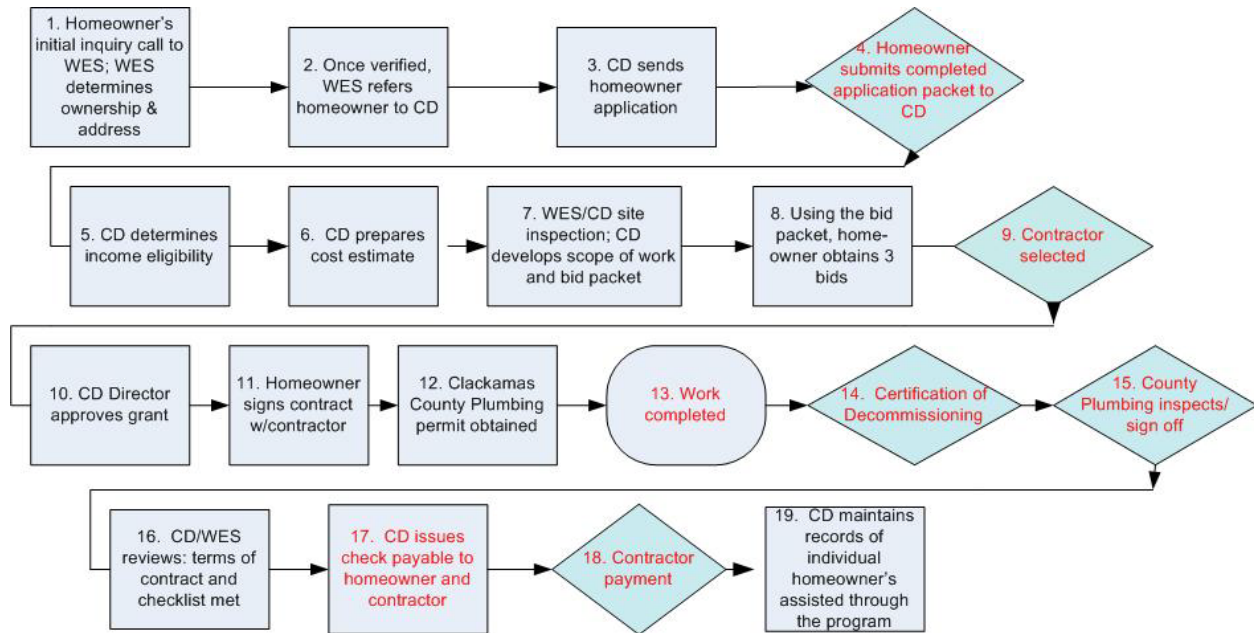 1. Homeowner's
initial inquiry call to
WES; WES
determines
ownership &
address
2. Once verified,
WES refers
homeowner to CD
3. CD sends
homeowner
application
4. Homeowner
submits completed
application packet to
CD
5. CD determines
income eligibility
6. CD prepares
cost estimate
7. WES/CD site
inspection; CD
develops scope of work
and bid packet
8. Using the bid
packet, home-
owner obtains 3
bids
9. Contractor
selected
10. CD Director
approves grant
11. Homeowner
signs contract
w/contractor
12. Clackamas
County Plumbing
permit obtained
13. Work
completed
14. Certification of
Decommissioning
15. County
Plumbing inspects/
sign off
16. CD/WES
reviews: terms of
contract and
checklist met
17. CD issues
check payable to
homeowner and
contractor
18. Contractor
payment
19. CD maintains
records of
individual
homeowner's
assisted through
the program